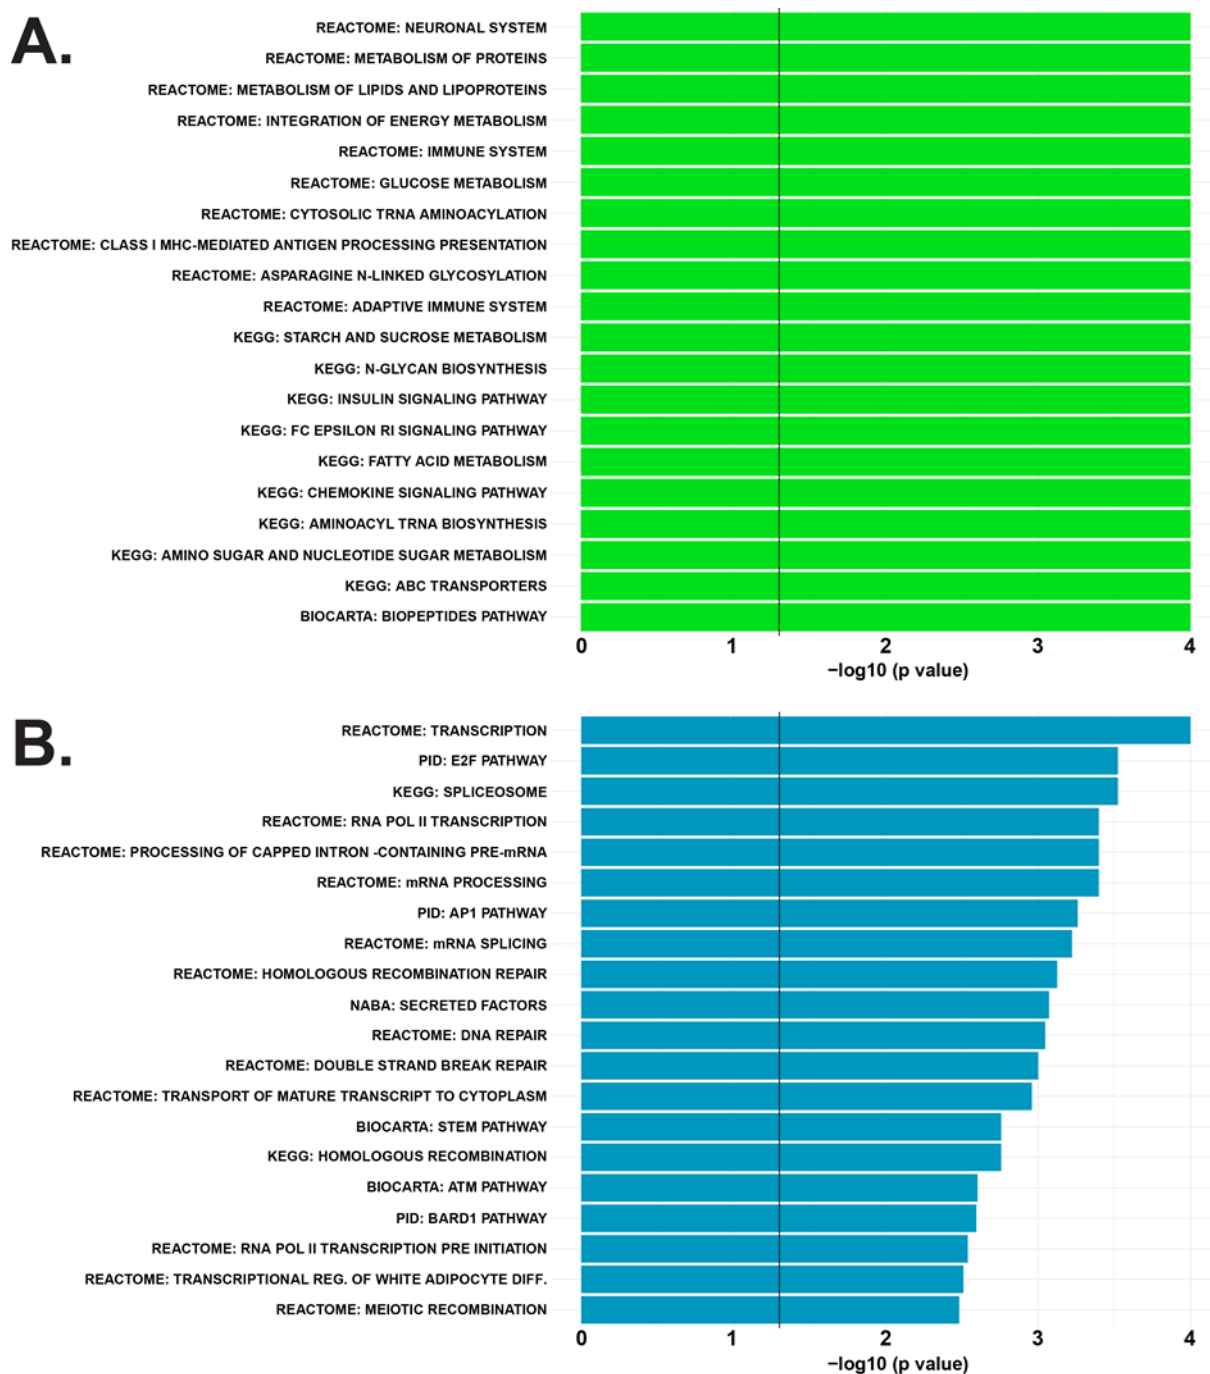 A.
REACTOME: NEURONAL SYSTEM
REACTOME: METABOLISM OF PROTEINS
REACTOME: METABOLISM OF LIPIDS AND LIPOPROTEINS
REACTOME: INTEGRATION OF ENERGY METABOLISM
REACTOME: IMMUNE SYSTEM
REACTOME: GLUCOSE METABOLISM
REACTOME: CYTOSOLIC TRNA AMINOACYLATION
REACTOME: CLASS I MHC-MEDIATED ANTIGEN PROCESSING PRESENTATION
REACTOME: ASPARAGINE N-LINKED GLYCOSYLATION
REACTOME: ADAPTIVE IMMUNE SYSTEM
KEGG: STARCH AND SUCROSE METABOLISM
KEGG: N-GLYCAN BIOSYNTHESIS
KEGG: INSULIN SIGNALING PATHWAY
KEGG: FC EPSILON RI SIGNALING PATHWAY
KEGG: FATTY ACID METABOLISM
KEGG: CHEMOKINE SIGNALING PATHWAY
KEGG: AMINOACYL TRNA BIOSYNTHESIS
KEGG: AMINO SUGAR AND NUCLEOTIDE SUGAR METABOLISM
KEGG: ABC TRANSPORTERS
BIOCARTA: BIOPEPTIDES PATHWAY
0 1 2 3 4
−log10 (p value)
B.
REACTOME: TRANSCRIPTION
PID: E2F PATHWAY
KEGG: SPLICEOSOME
REACTOME: RNA POL II TRANSCRIPTION
REACTOME: PROCESSING OF CAPPED INTRON -CONTAINING PRE-mRNA
REACTOME: mRNA PROCESSING
PID: AP1 PATHWAY
REACTOME: mRNA SPLICING
REACTOME: HOMOLOGOUS RECOMBINATION REPAIR
NABA: SECRETED FACTORS
REACTOME: DNA REPAIR
REACTOME: DOUBLE STRAND BREAK REPAIR
REACTOME: TRANSPORT OF MATURE TRANSCRIPT TO CYTOPLASM
BIOCARTA: STEM PATHWAY
KEGG: HOMOLOGOUS RECOMBINATION
BIOCARTA: ATM PATHWAY
PID: BARD1 PATHWAY
REACTOME: RNA POL II TRANSCRIPTION PRE INITIATION
REACTOME: TRANSCRIPTIONAL REG. OF WHITE ADIPOCYTE DIFF.
REACTOME: MEIOTIC RECOMBINATION
0 1 2 3 4
−log10 (p value)